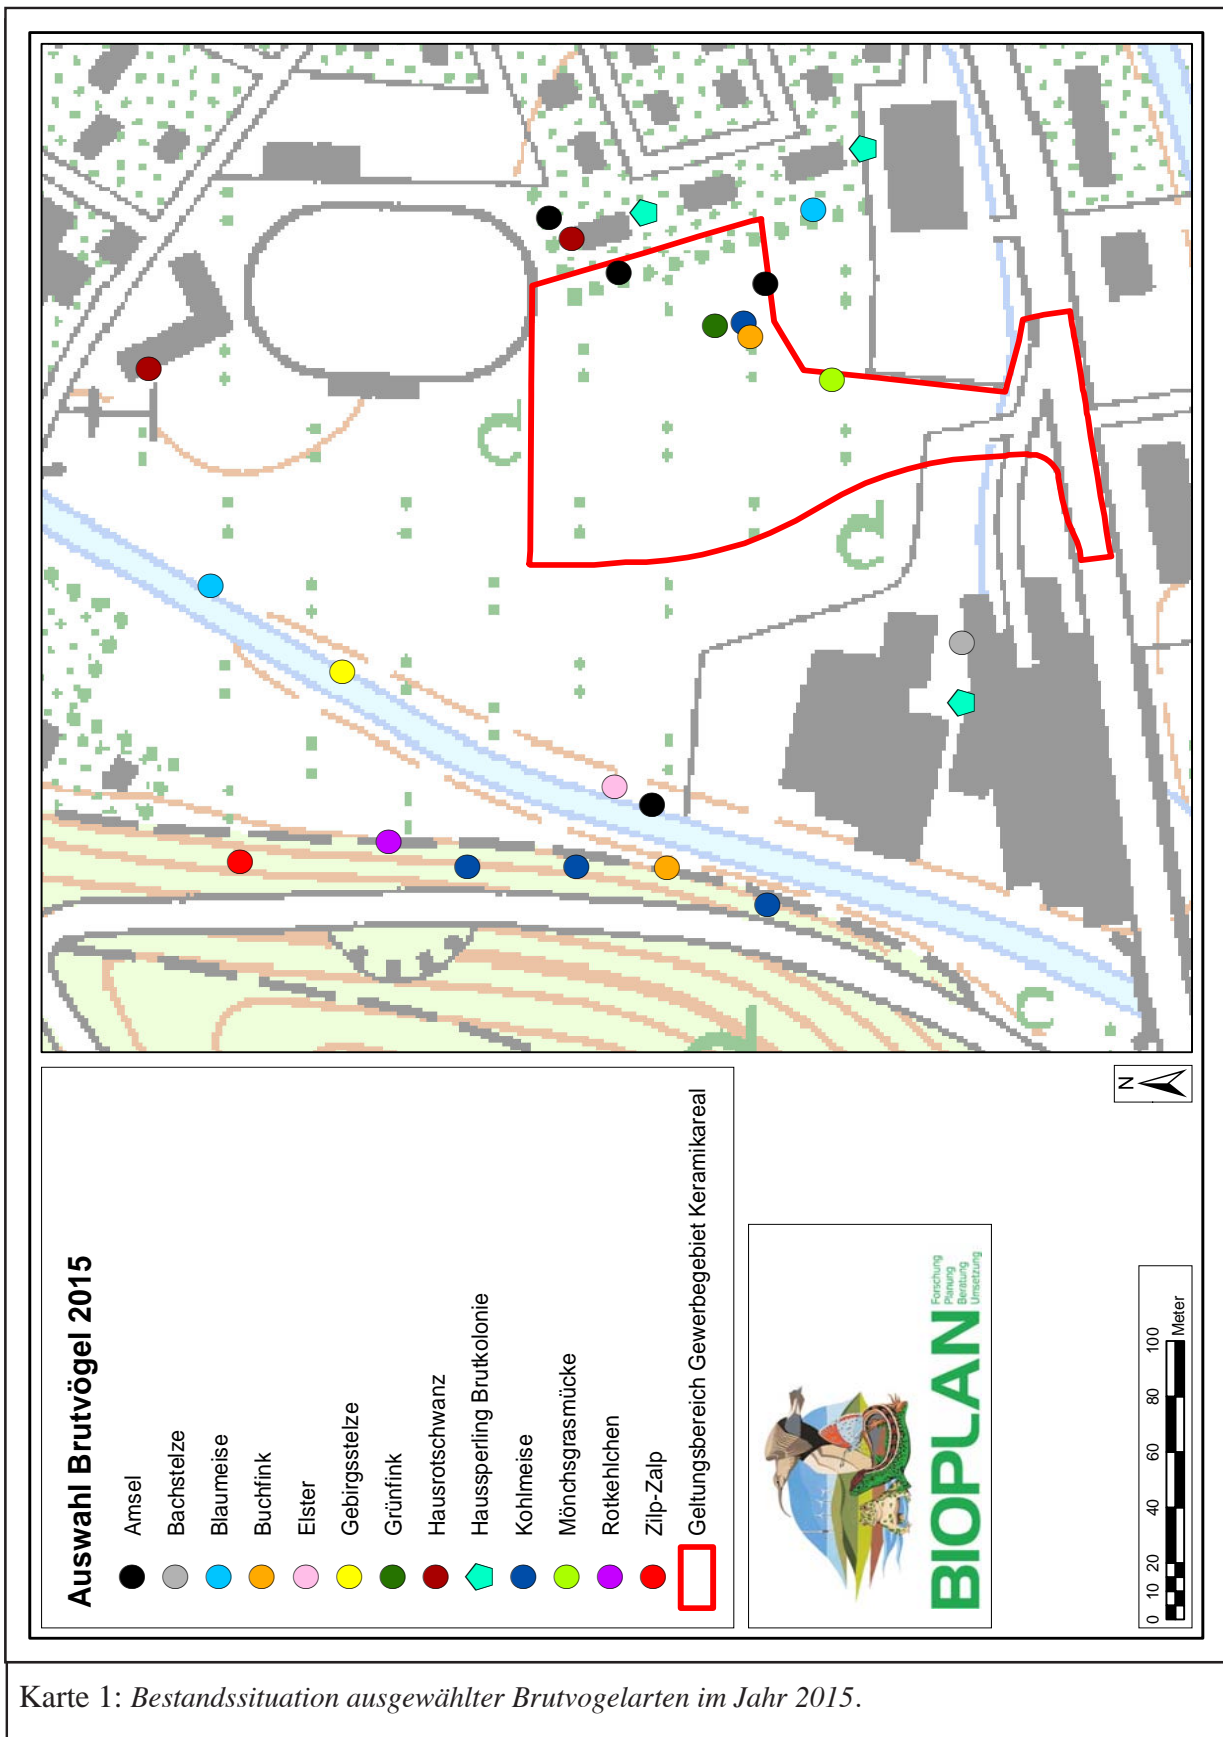 Auswahl Brutvögel 2015
Amsel
Bachstelze
Blaumeise
Buchfink
Elster
Gebirgsstelze
Grünfink
Hausrotschwanz
Haussperling Brutkolonie
Kohlmeise
Mönchsgrasmücke
Rotkehlchen
Zilp-Zalp
Geltungsbereich Gewerbegebiet Keramikareal
BIOPLAN
Forschung
Planung
Beratung
Umsetzung
0 10 20 40 60 80 100
Meter
N
Karte 1: Bestandssituation ausgewählter Brutvogelarten im Jahr 2015.